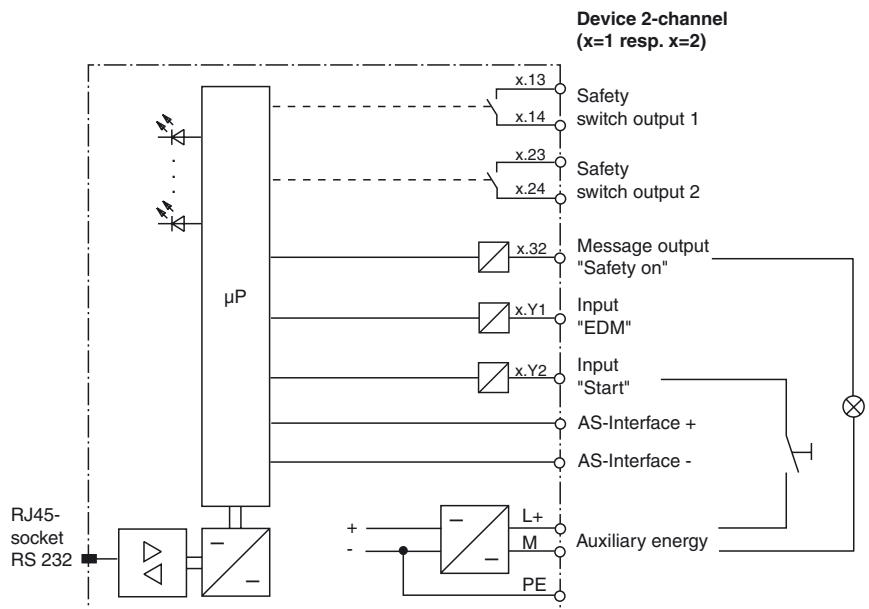 Device 2-channel
(x=1 resp. x=2)
x.13
x.14
Safety
switch output 1
x.23
x.24
Safety
switch output 2
x.32
Message output
"Safety on"
µP
x.Y1
Input
"EDM"
x.Y2
Input
"Start"
AS-Interface +
AS-Interface -
RJ45-
socket
RS 232
+
-
L+
M
Auxiliary energy
PE